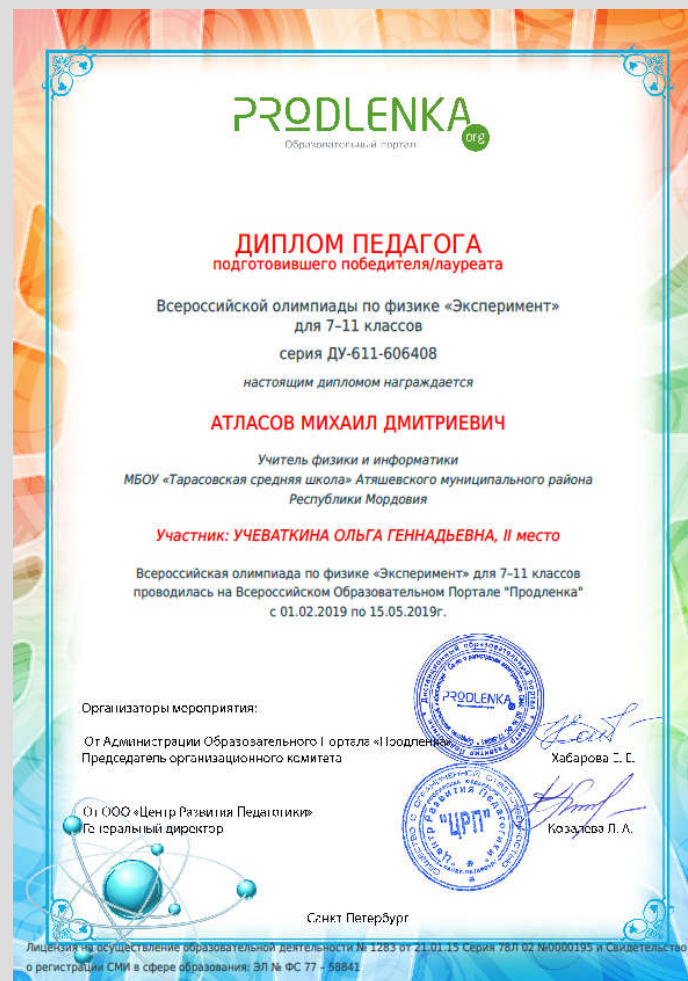 PRODLENKA.org
Образовательный портал
ДИПЛОМ ПЕДАГОГА
подготовившего победителя/лауреата
Всероссийской олимпиады по физике «Эксперимент»
для 7–11 классов
серия ДУ-611-606408
настоящим дипломом награждается
АТЛАСОВ МИХАИЛ ДМИТРИЕВИЧ
Учитель физики и информатики
МБОУ «Тарасовская средняя школа» Атяшевского муниципального района
Республики Мордовия
Участник: УЧЕВАТКИНА ОЛЬГА ГЕННАДЬЕВНА, II место
Всероссийская олимпиада по физике «Эксперимент» для 7–11 классов
проводилась на Всероссийском Образовательном Портале "Продленка"
с 01.02.2019 по 15.05.2019г.
PRODLENKA
Организаторы мероприятия:
От Администрации Образовательного Портала «Продленка»
Председатель организационного комитета
Хабарова
От ООО «Центр Развития Педагогики»
Генеральный директор
"ЦРП"
Козалева Л. А.
Санкт Петербург
Лицензия на осуществление образовательной деятельности № 1283 от 21.01.15 Серия 78Л 02 №0000195 и Свидетельство
о регистрации СМИ в сфере образования: ЭЛ № ФС 77 – 58841